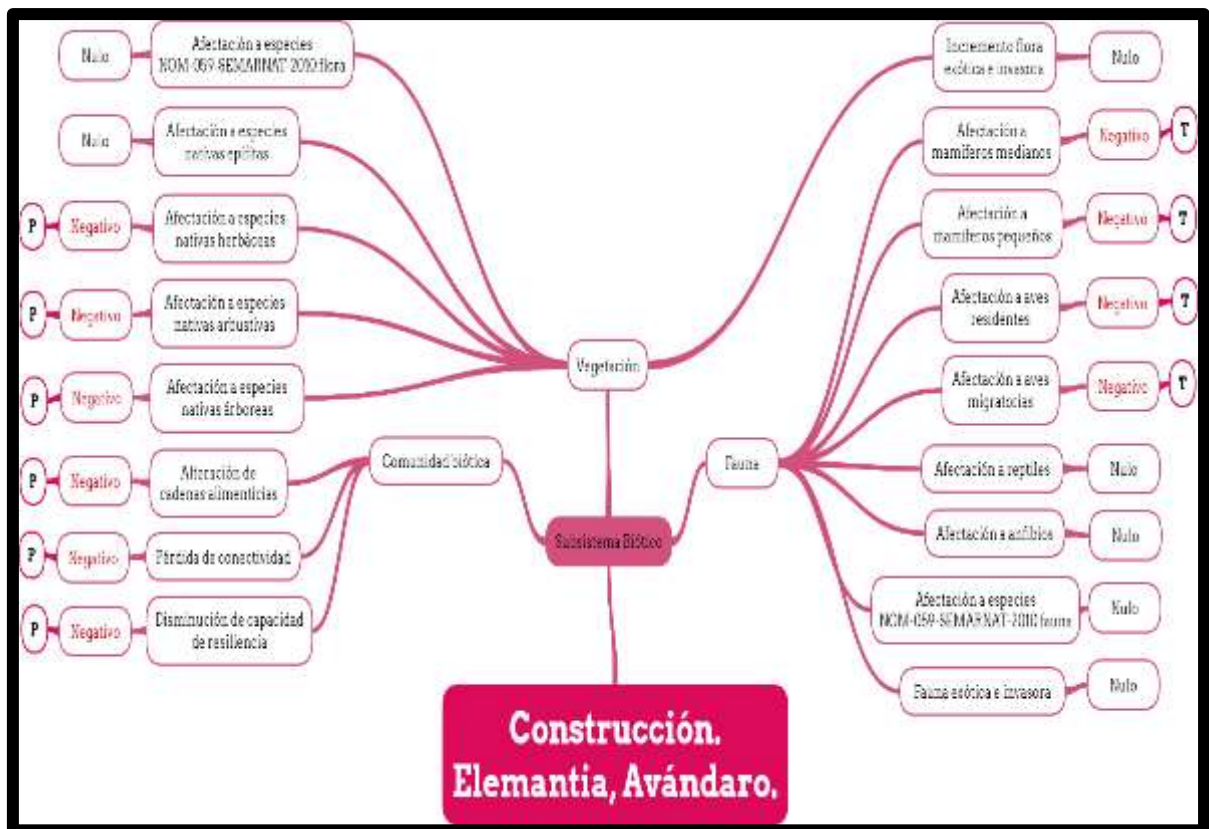 Nulo
Afectación a especies
NOM-059-SEMARNAT-2010 flora
Nulo
Afectación a especies
nativas epífitas
P
Negativo
Afectación a especies
nativas herbáceas
P
Negativo
Afectación a especies
nativas arbustivas
P
Negativo
Afectación a especies
nativas árboreas
P
Negativo
Alteración de
cadenas alimenticias
P
Negativo
Pérdida de conectividad
P
Negativo
Disminución de capacidad
de resiliencia
Comunidad biótica
Vegetación
Subsistema Biótico
Fauna
Incremento flora
exótica e invasora
Nulo
Afectación a
mamíferos medianos
Negativo
T
Afectación a
mamíferos pequeños
Negativo
T
Afectación a aves
residentes
Negativo
T
Afectación a aves
migratorias
Negativo
T
Afectación a reptiles
Nulo
Afectación a anfibios
Nulo
Afectación a especies
NOM-059-SEMARNAT-2010 fauna
Nulo
Fauna exótica e invasora
Nulo
Construcción.
Elemantia, Avándaro.